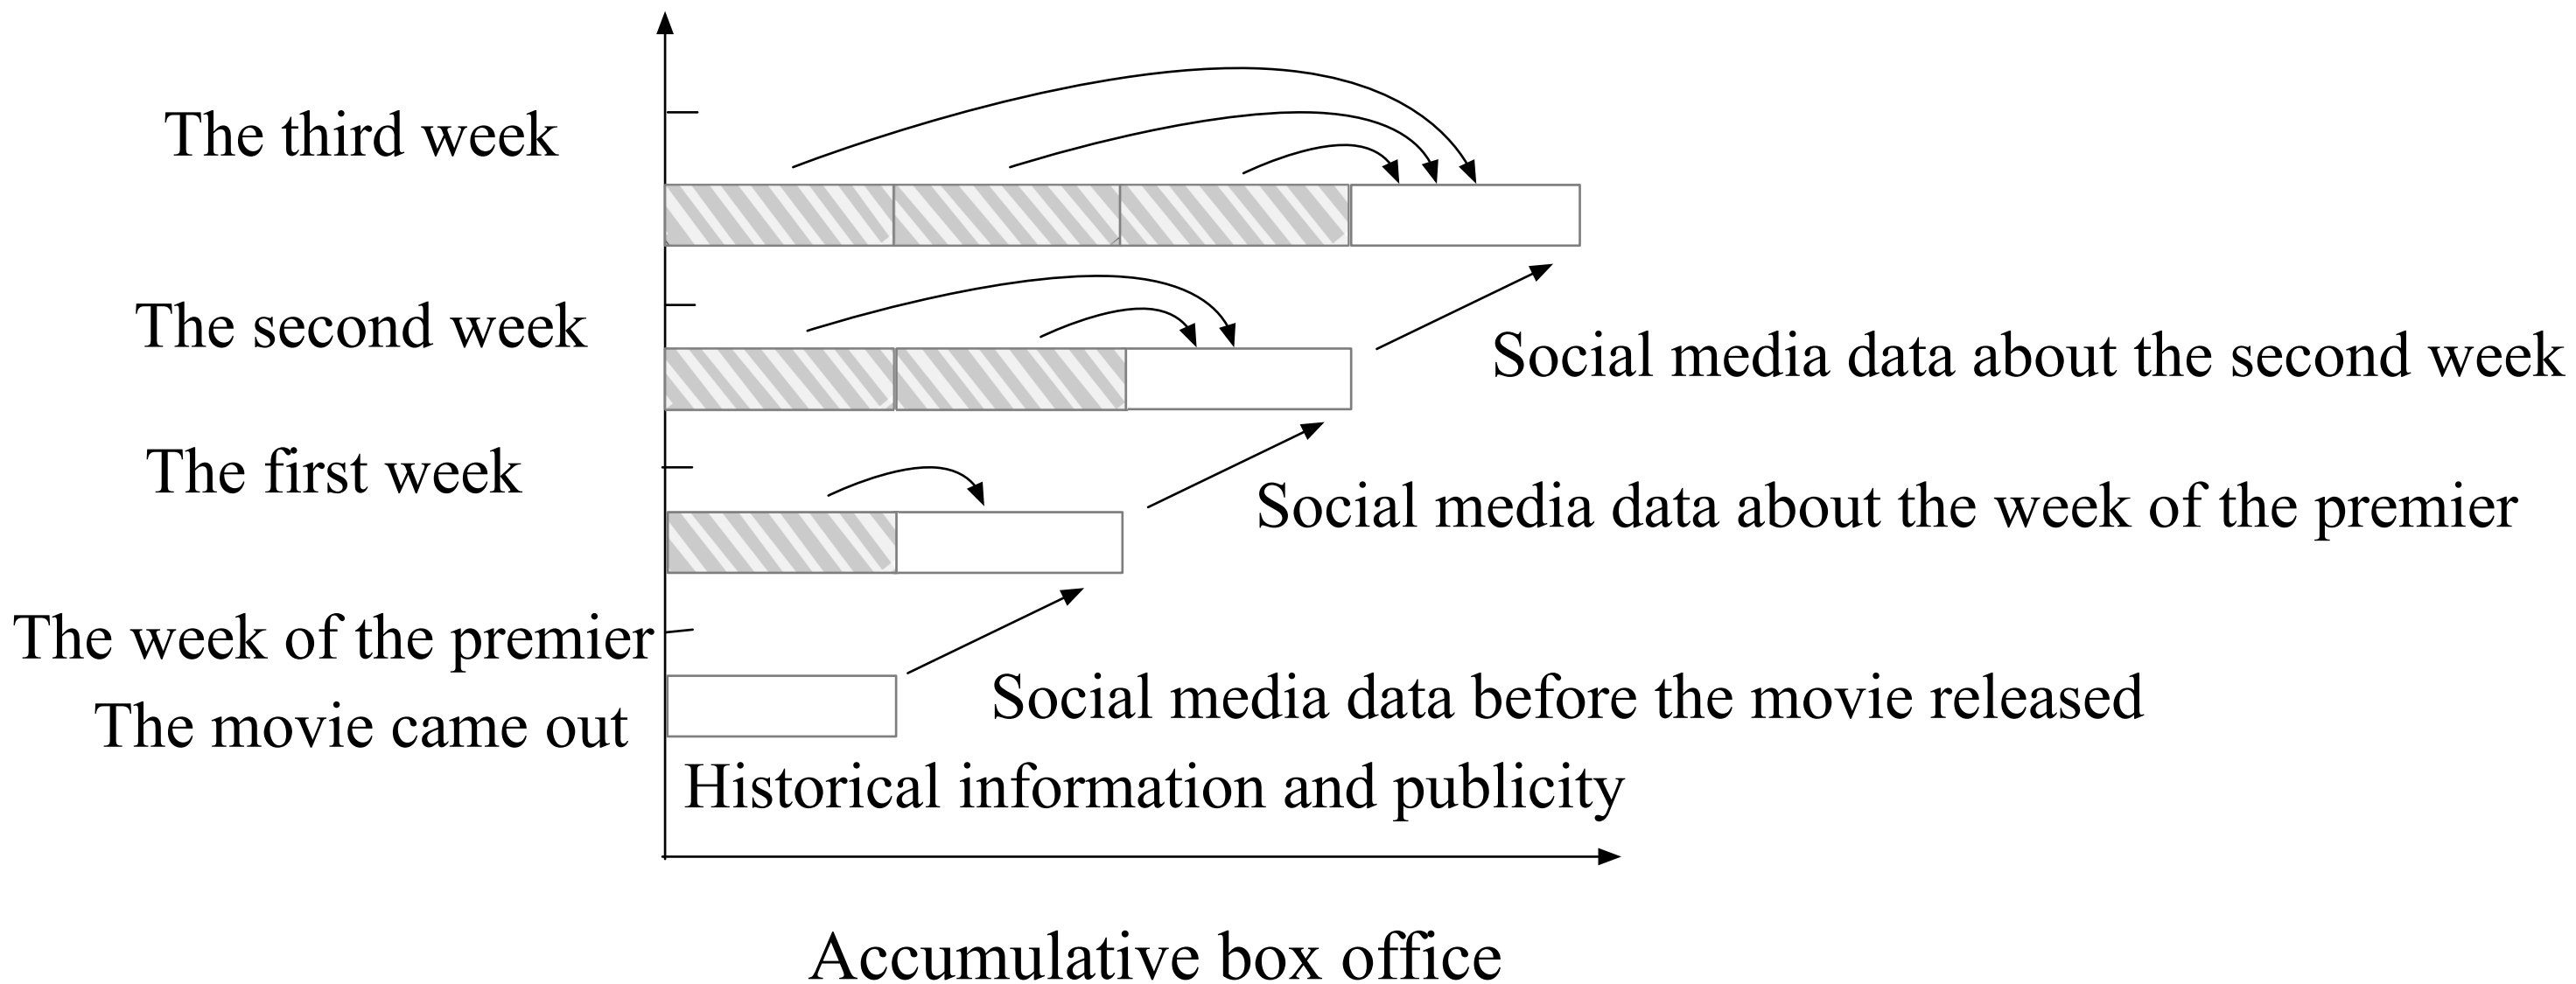 The third week
The second week
Social media data about the second week
The first week
Social media data about the week of the premier
The week of the premier
Social media data before the movie released
The movie came out
Historical information and publicity
Accumulative box office